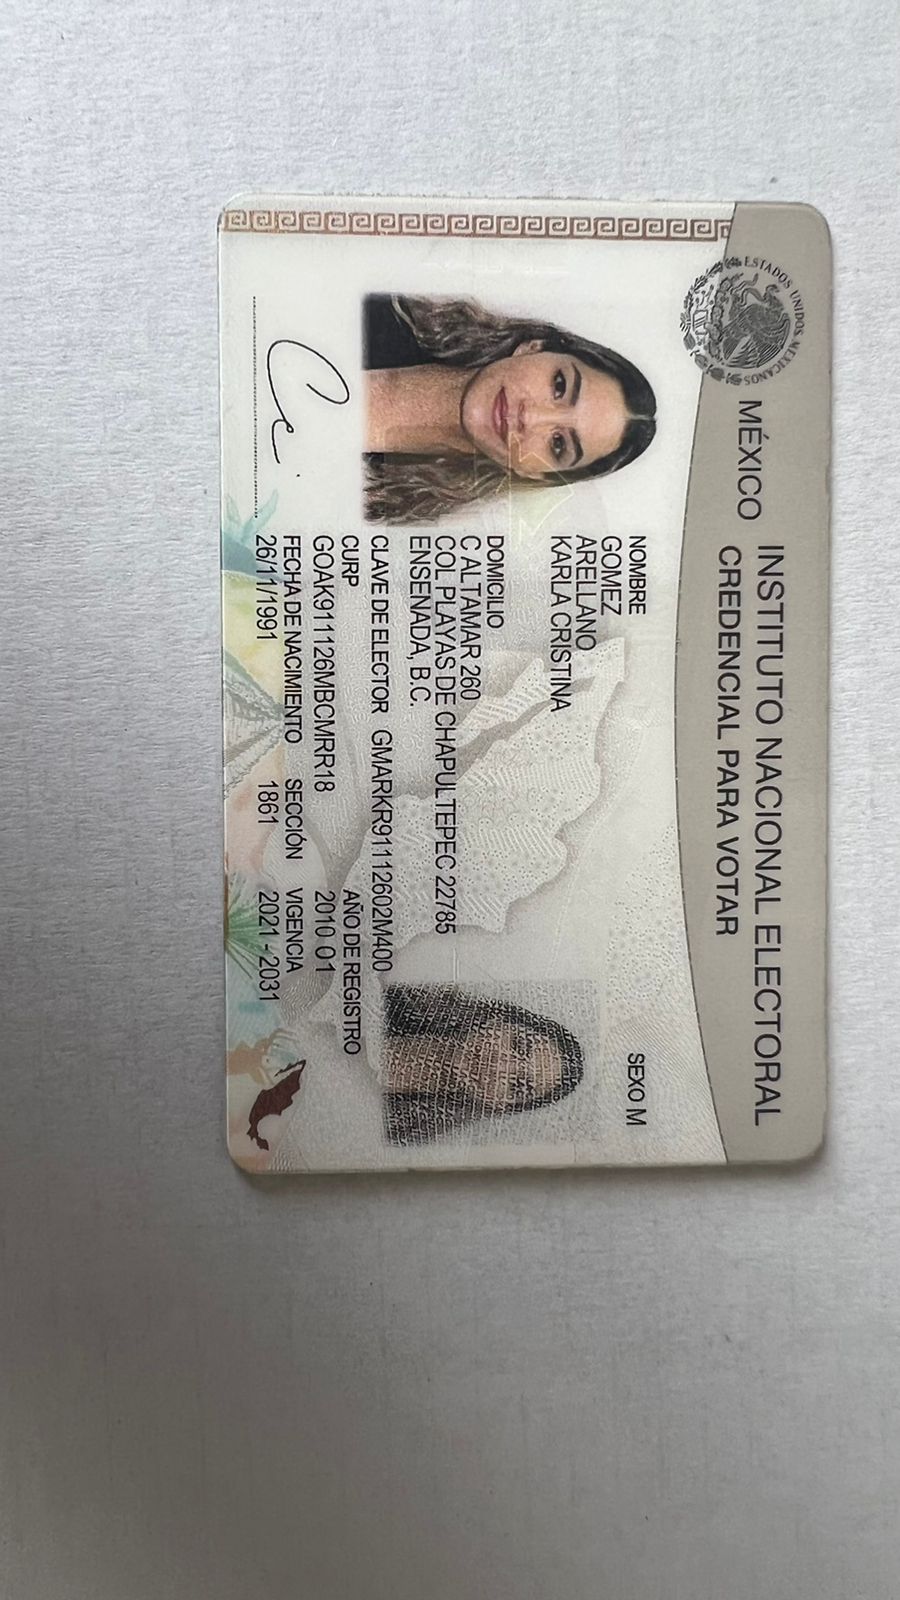 ESTADOS UNIDOS MEXICANOS
MÉXICO INSTITUTO NACIONAL ELECTORAL
CREDENCIAL PARA VOTAR
NOMBRE SEXO M
GOMEZ
ARELLANO
KARLA CRISTINA
DOMICILIO
C ALTAMAR 260
COL PLAYAS DE CHAPULTEPEC 22785
ENSENADA, B.C.
CLAVE DE ELECTOR GMARKR91112602M400
CURP AÑO DE REGISTRO
GOAK911126MBCMRR18 2010 01
FECHA DE NACIMIENTO SECCIÓN VIGENCIA
26/11/1991 1861 2021 - 2031